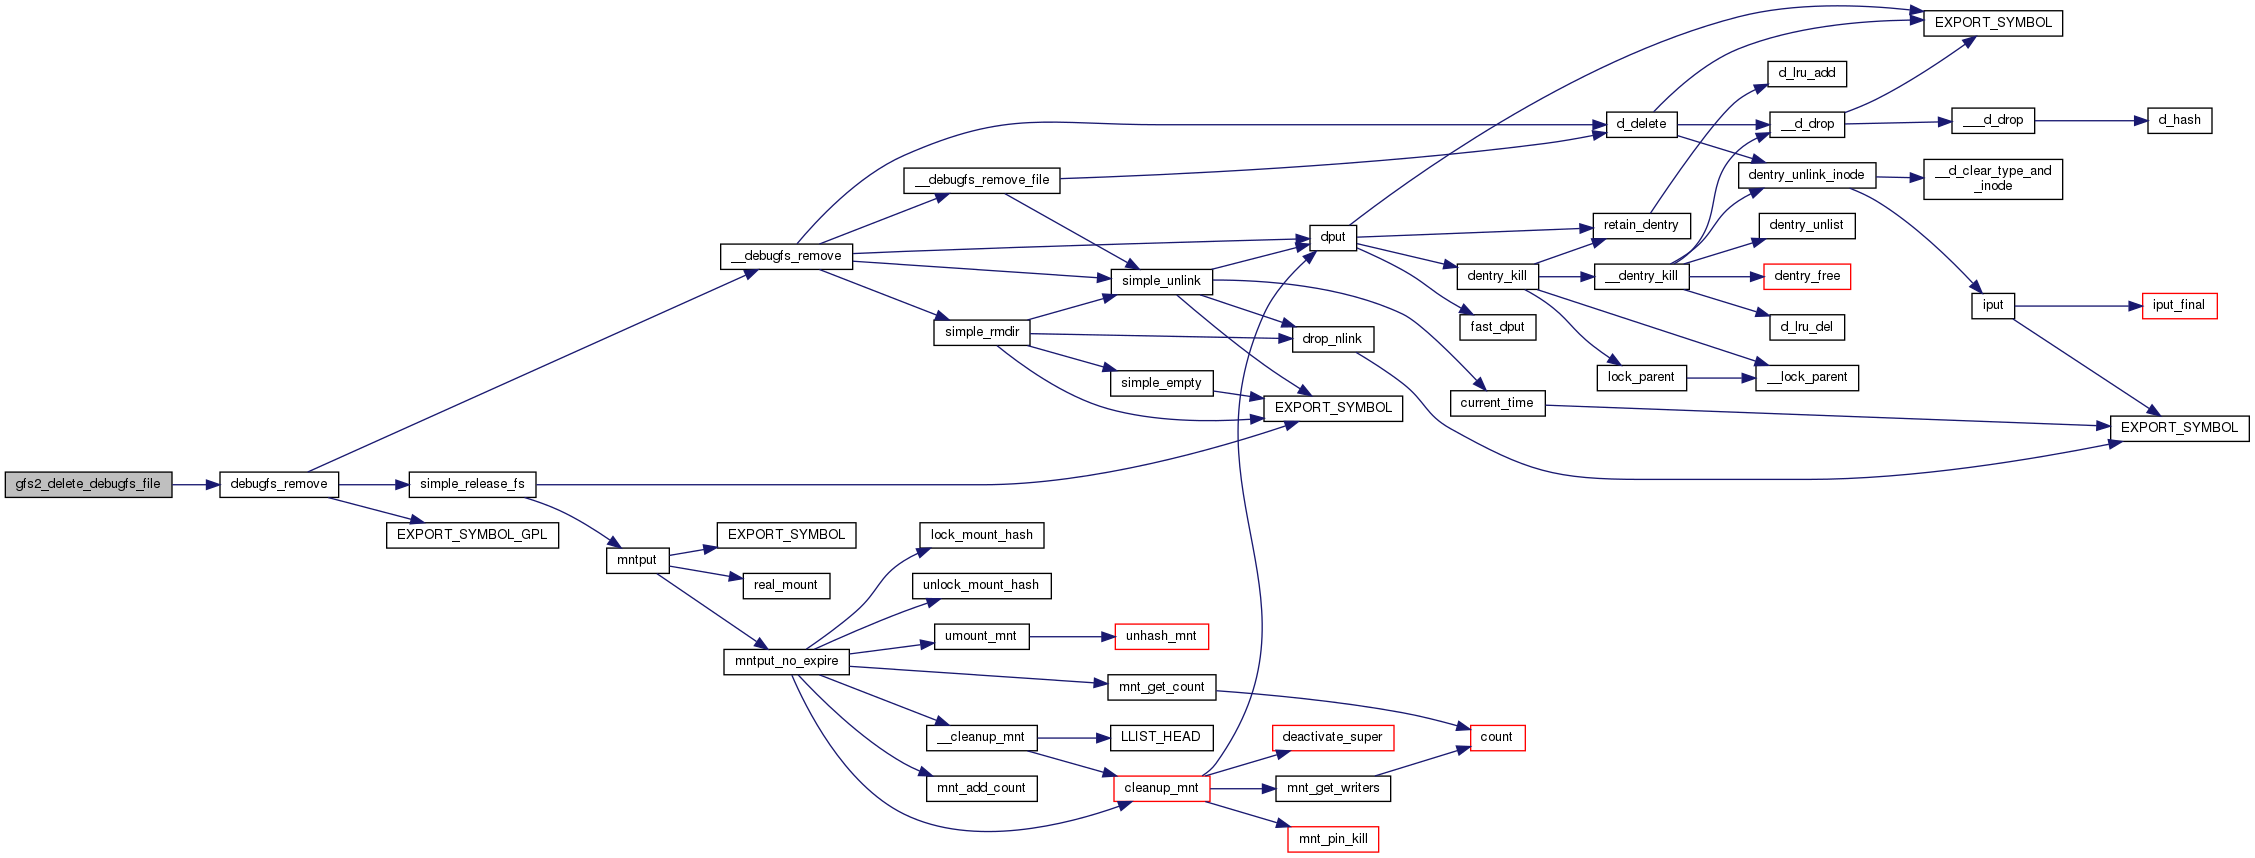 EXPORT_SYMBOL
d_lru_add
d_delete
__d_drop
___d_drop
d_hash
__debugfs_remove_file
dentry_unlink_inode
__d_clear_type_and
_inode
retain_dentry
dentry_unlist
dput
__debugfs_remove
simple_unlink
dentry_kill
__dentry_kill
dentry_free
iput
iput_final
simple_rmdir
drop_nlink
fast_dput
d_lru_del
simple_empty
lock_parent
__lock_parent
EXPORT_SYMBOL
current_time
EXPORT_SYMBOL
gfs2_delete_debugfs_file
debugfs_remove
simple_release_fs
EXPORT_SYMBOL_GPL
EXPORT_SYMBOL
lock_mount_hash
mntput
real_mount
unlock_mount_hash
umount_mnt
unhash_mnt
mntput_no_expire
mnt_get_count
__cleanup_mnt
LLIST_HEAD
deactivate_super
count
mnt_add_count
cleanup_mnt
mnt_get_writers
mnt_pin_kill